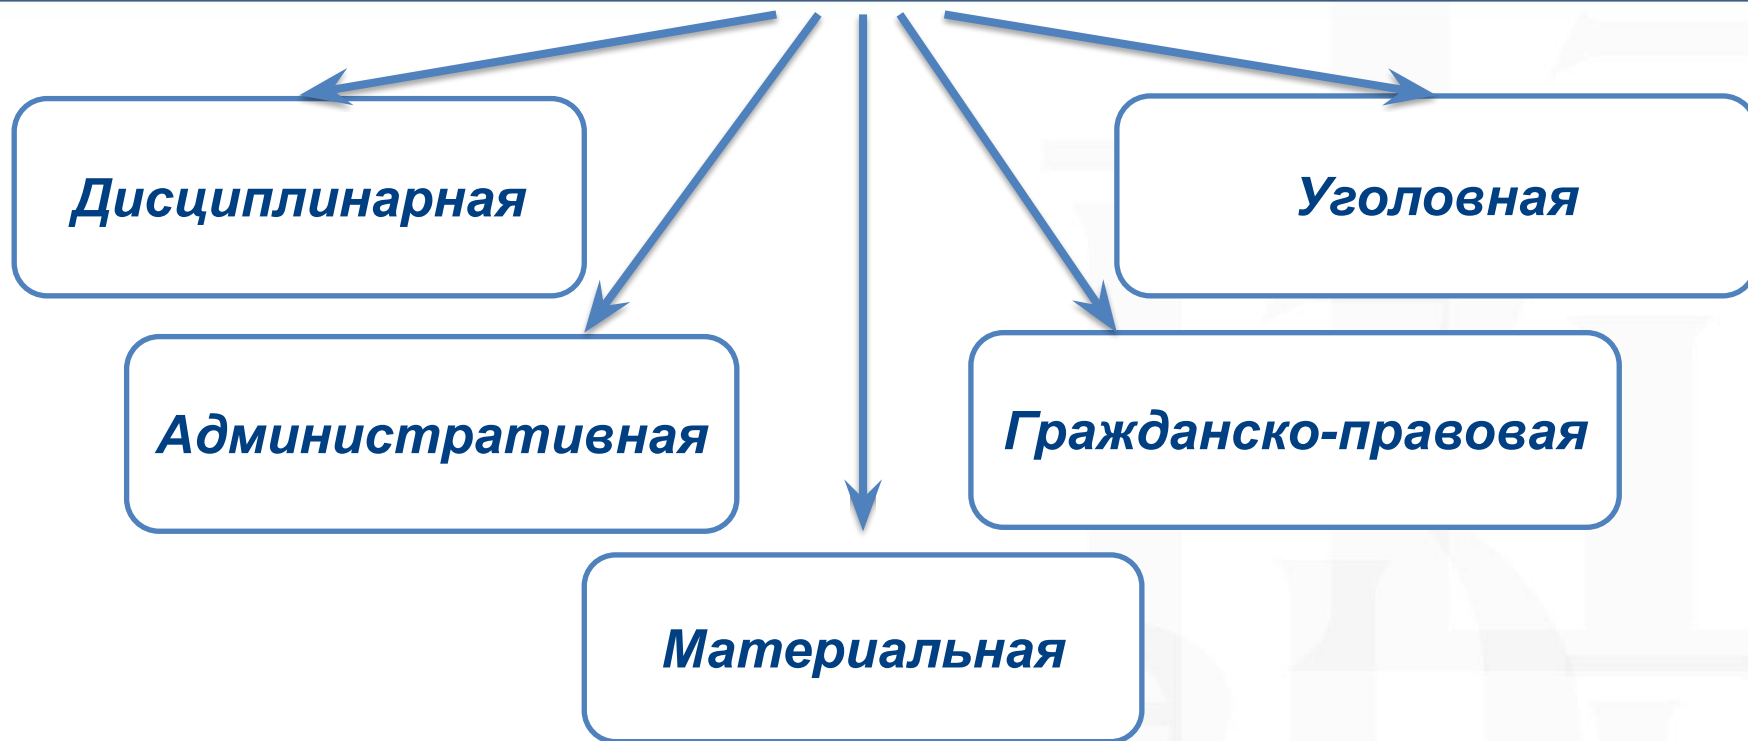 Дисциплинарная
Уголовная
Административная
Гражданско-правовая
Материальная